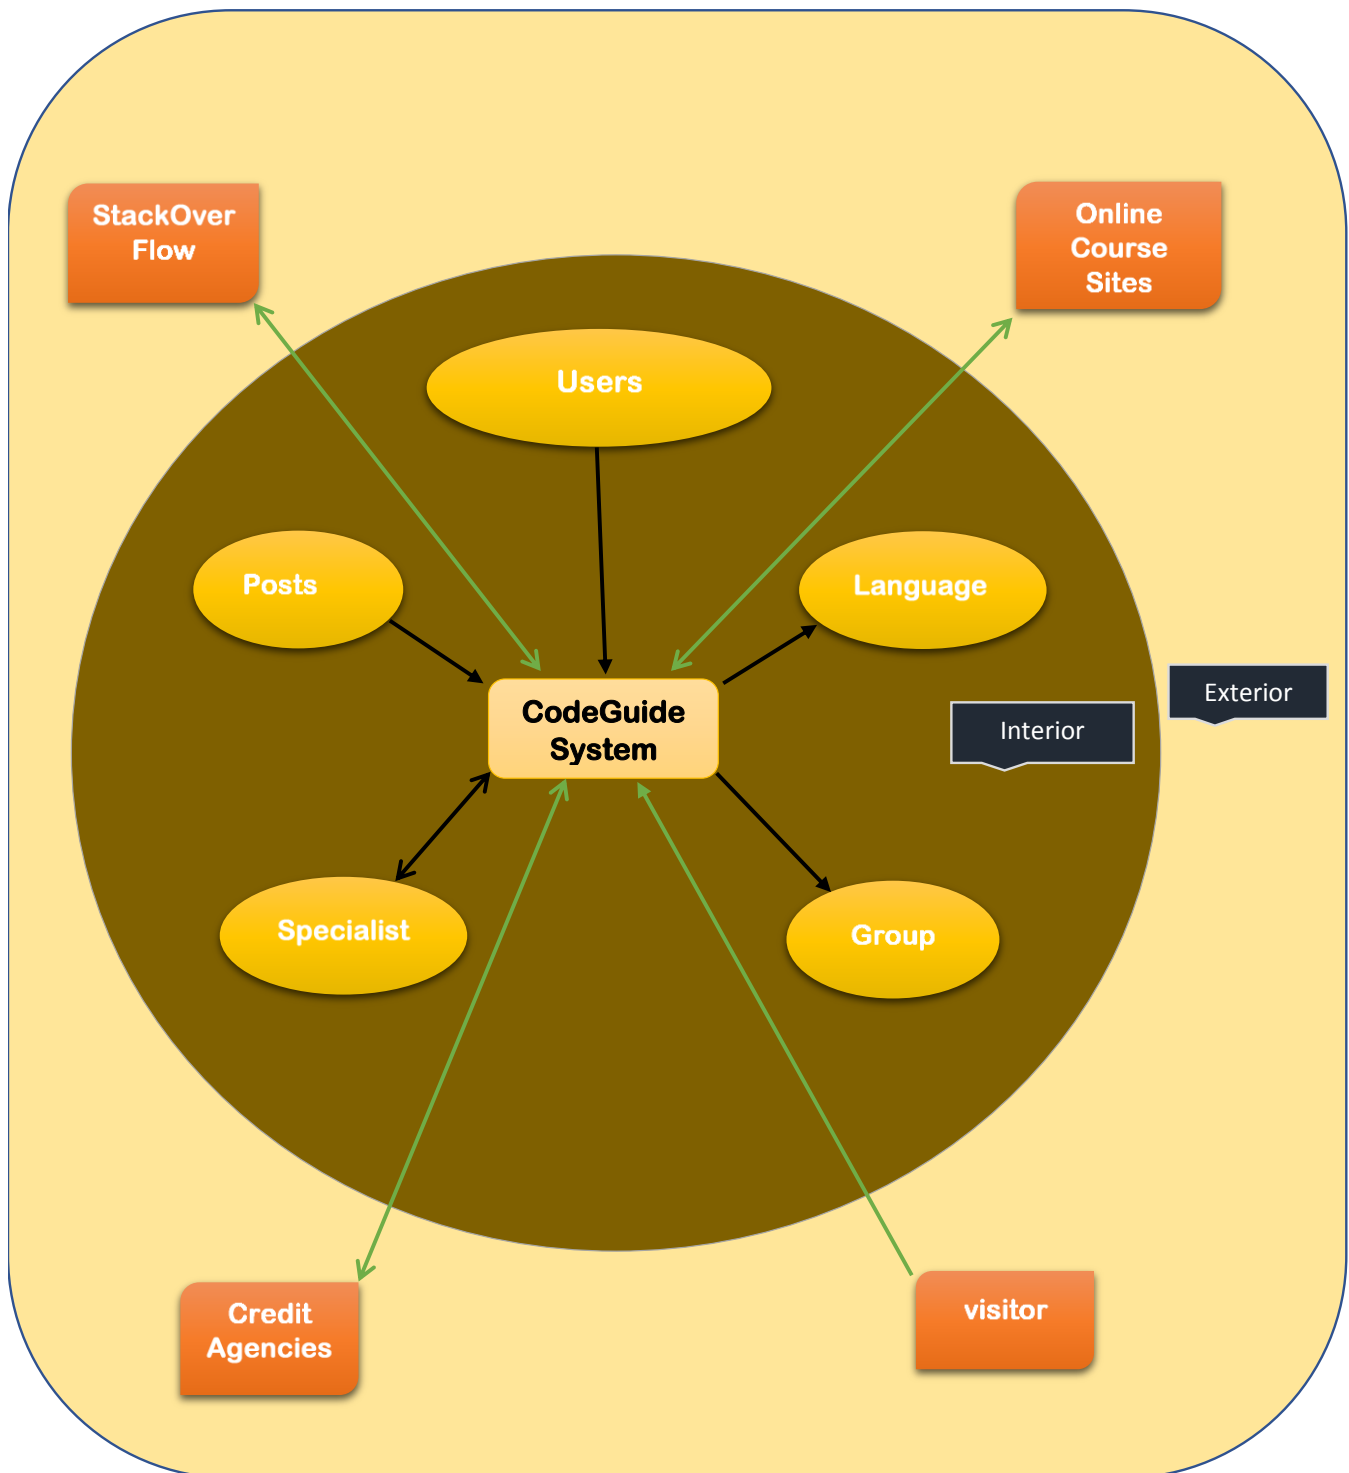 StackOver
Flow
Online
Course
Sites
Users
Posts
Language
CodeGuide
System
Interior
Exterior
Specialist
Group
Credit
Agencies
visitor